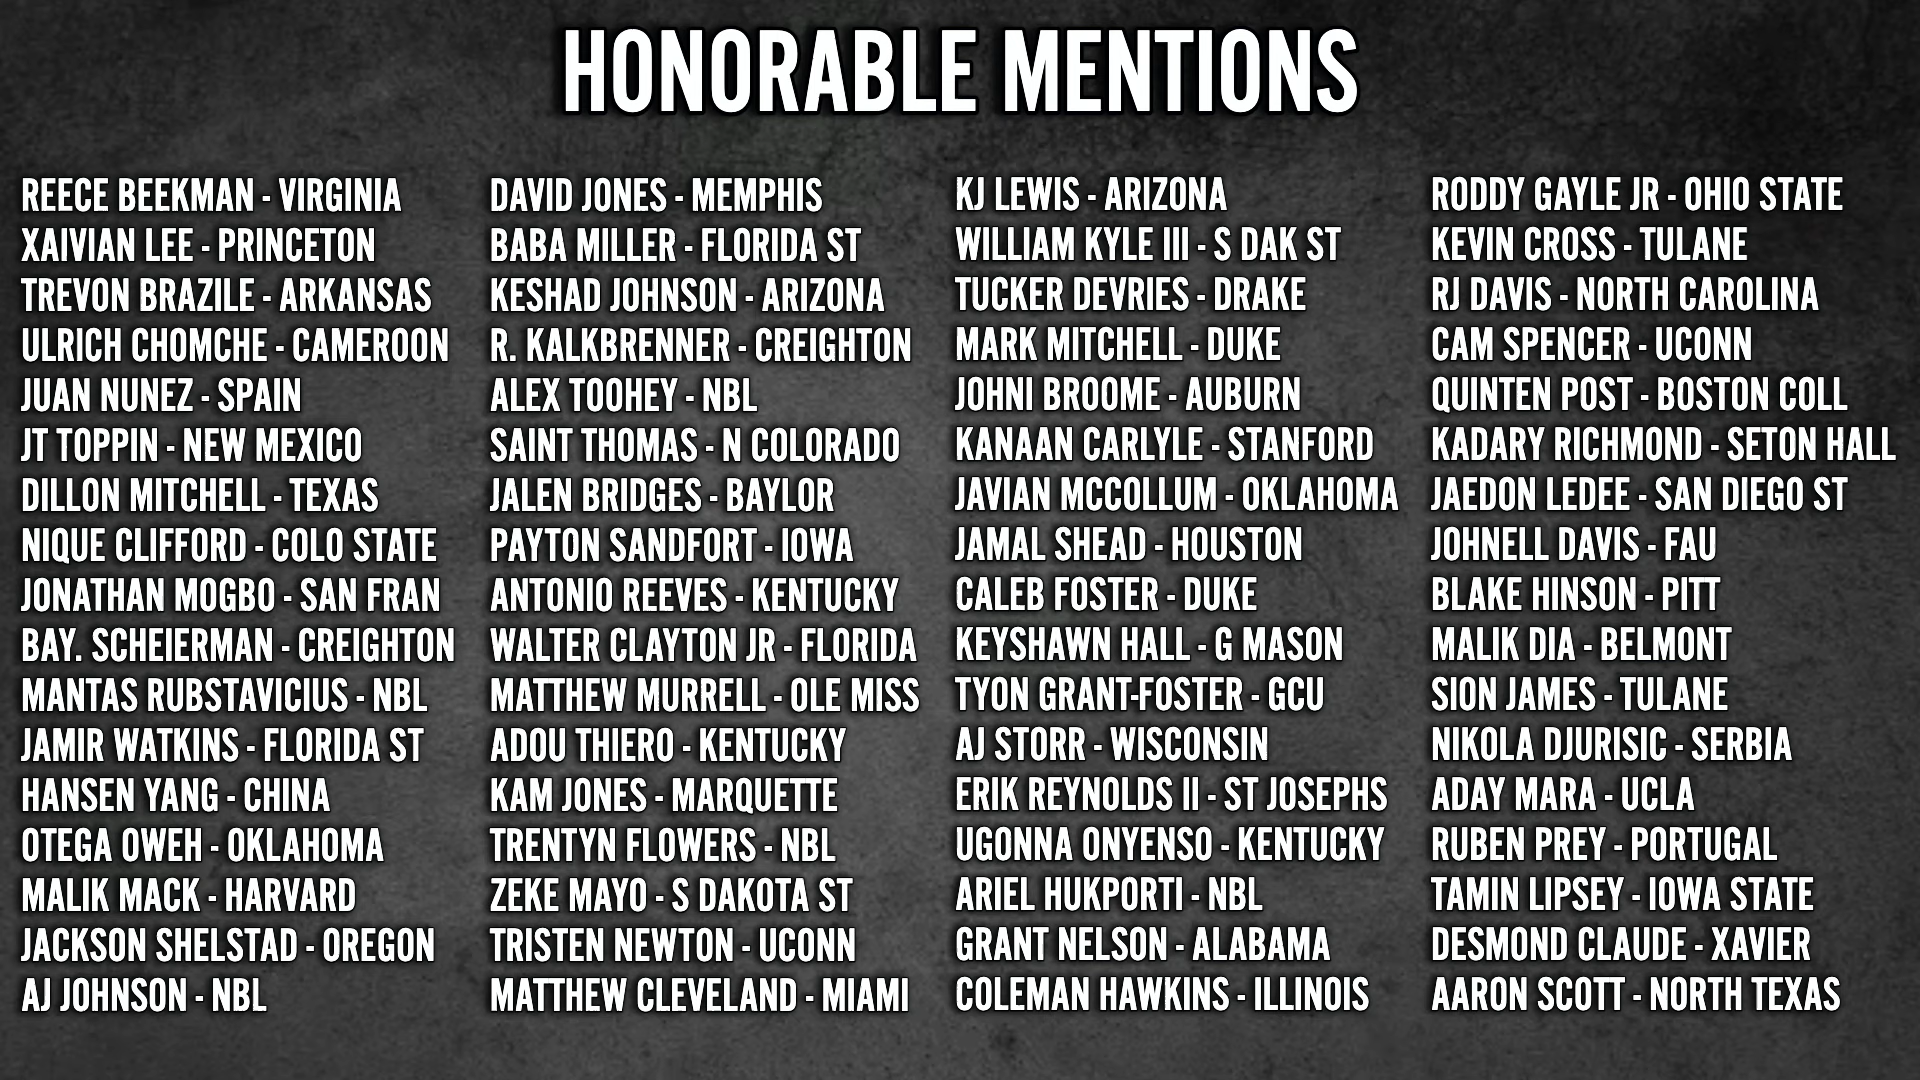 HONORABLE MENTIONS
REECE BEEKMAN - VIRGINIA
XAIVIAN LEE - PRINCETON
TREVON BRAZILE - ARKANSAS
ULRICH CHOMCHE - CAMEROON
JUAN NUNEZ - SPAIN
JT TOPPIN - NEW MEXICO
DILLON MITCHELL - TEXAS
NIQUE CLIFFORD - COLO STATE
JONATHAN MOGBO - SAN FRAN
BAY. SCHEIERMAN - CREIGHTON
MANTAS RUBSTAVICIUS - NBL
JAMIR WATKINS - FLORIDA ST
HANSEN YANG - CHINA
OTEGA OWEH - OKLAHOMA
MALIK MACK - HARVARD
JACKSON SHELSTAD - OREGON
AJ JOHNSON - NBL
DAVID JONES - MEMPHIS
BABA MILLER - FLORIDA ST
KESHAD JOHNSON - ARIZONA
R. KALKBRENNER - CREIGHTON
ALEX TOOHEY - NBL
SAINT THOMAS - N COLORADO
JALEN BRIDGES - BAYLOR
PAYTON SANDFORT - IOWA
ANTONIO REEVES - KENTUCKY
WALTER CLAYTON JR - FLORIDA
MATTHEW MURRELL - OLE MISS
ADOU THIERO - KENTUCKY
KAM JONES - MARQUETTE
TRENTYN FLOWERS - NBL
ZEKE MAYO - S DAKOTA ST
TRISTEN NEWTON - UCONN
MATTHEW CLEVELAND - MIAMI
KJ LEWIS - ARIZONA
WILLIAM KYLE III - S DAK ST
TUCKER DEVRIES - DRAKE
MARK MITCHELL - DUKE
JOHNI BROOME - AUBURN
KANAAN CARLYLE - STANFORD
JAVIAN MCCOLLUM - OKLAHOMA
JAMAL SHEAD - HOUSTON
CALEB FOSTER - DUKE
KEYSHAWN HALL - G MASON
TYON GRANT-FOSTER - GCU
AJ STORR - WISCONSIN
ERIK REYNOLDS II - ST JOSEPHS
UGONNA ONYENSO - KENTUCKY
ARIEL HUKPORTI - NBL
GRANT NELSON - ALABAMA
COLEMAN HAWKINS - ILLINOIS
RODDY GAYLE JR - OHIO STATE
KEVIN CROSS - TULANE
RJ DAVIS - NORTH CAROLINA
CAM SPENCER - UCONN
QUINTEN POST - BOSTON COLL
KADARY RICHMOND - SETON HALL
JAEDON LEDEE - SAN DIEGO ST
JOHNELL DAVIS - FAU
BLAKE HINSON - PITT
MALIK DIA - BELMONT
SION JAMES - TULANE
NIKOLA DJURISIC - SERBIA
ADAY MARA - UCLA
RUBEN PREY - PORTUGAL
TAMIN LIPSEY - IOWA STATE
DESMOND CLAUDE - XAVIER
AARON SCOTT - NORTH TEXAS